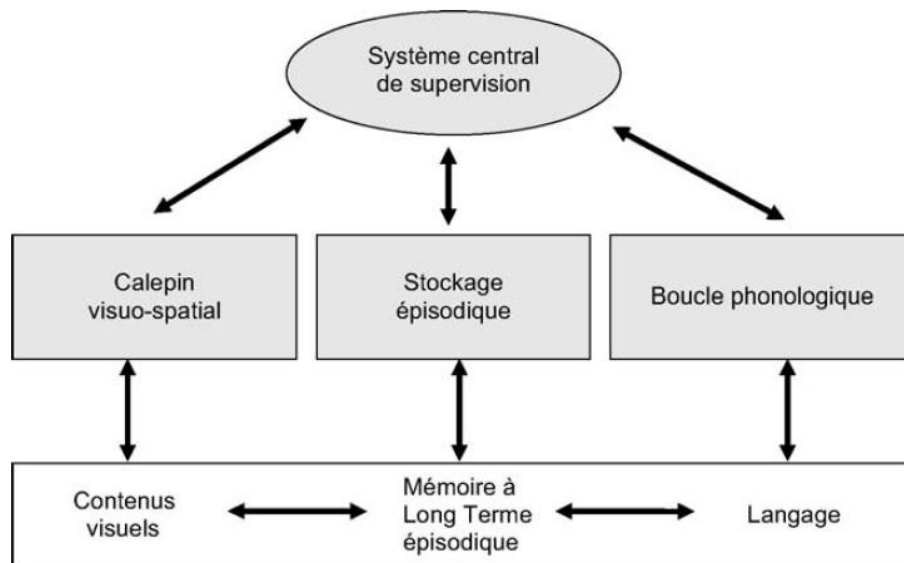 Système central
de supervision
Calepin
visuo-spatial
Stockage
épisodique
Boucle phonologique
Contenus
visuels
Mémoire à
Long Terme
épisodique
Langage